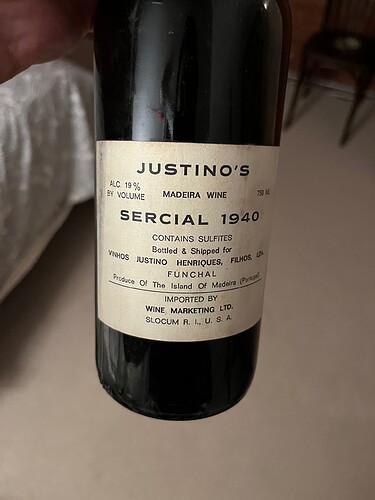 JUSTINO'S
ALC. 19 % BY VOLUME MADEIRA WINE 750 ML
SERCIAL 1940
CONTAINS SULFITES
Bottled & Shipped for
VINHOS JUSTINO HENRIQUES, FILHOS, LDA.
FUNCHAL
Produce Of The Island Of Madeira (Portugal)
IMPORTED BY
WINE MARKETING LTD.
SLOCUM R. I., U. S. A.